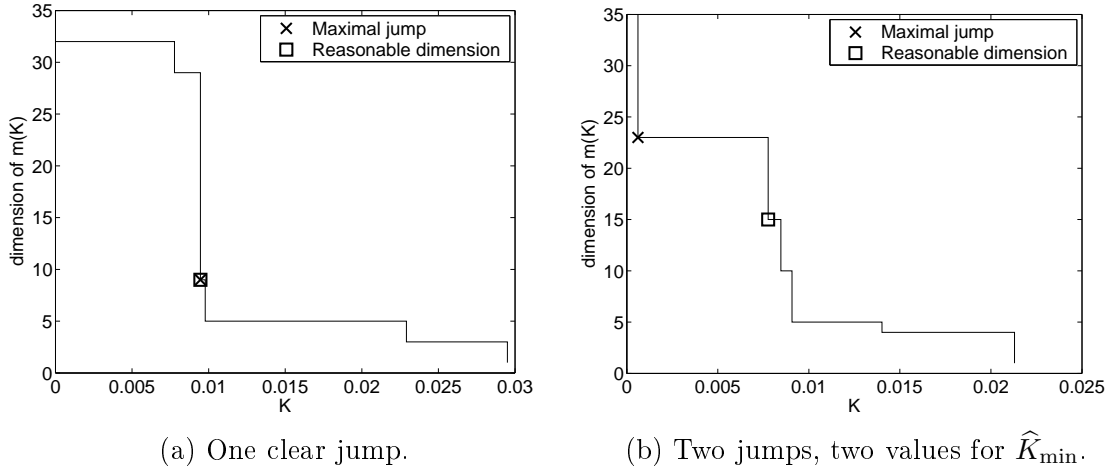 35
30
25
20
15
10
5
0
dimension of m(K)
0 0.005 0.01 0.015 0.02 0.025 0.03
K
Maximal jump
Reasonable dimension
(a) One clear jump.
35
30
25
20
15
10
5
0
dimension of m(K)
0 0.005 0.01 0.015 0.02 0.025
K
Maximal jump
Reasonable dimension
(b) Two jumps, two values for K̂min.